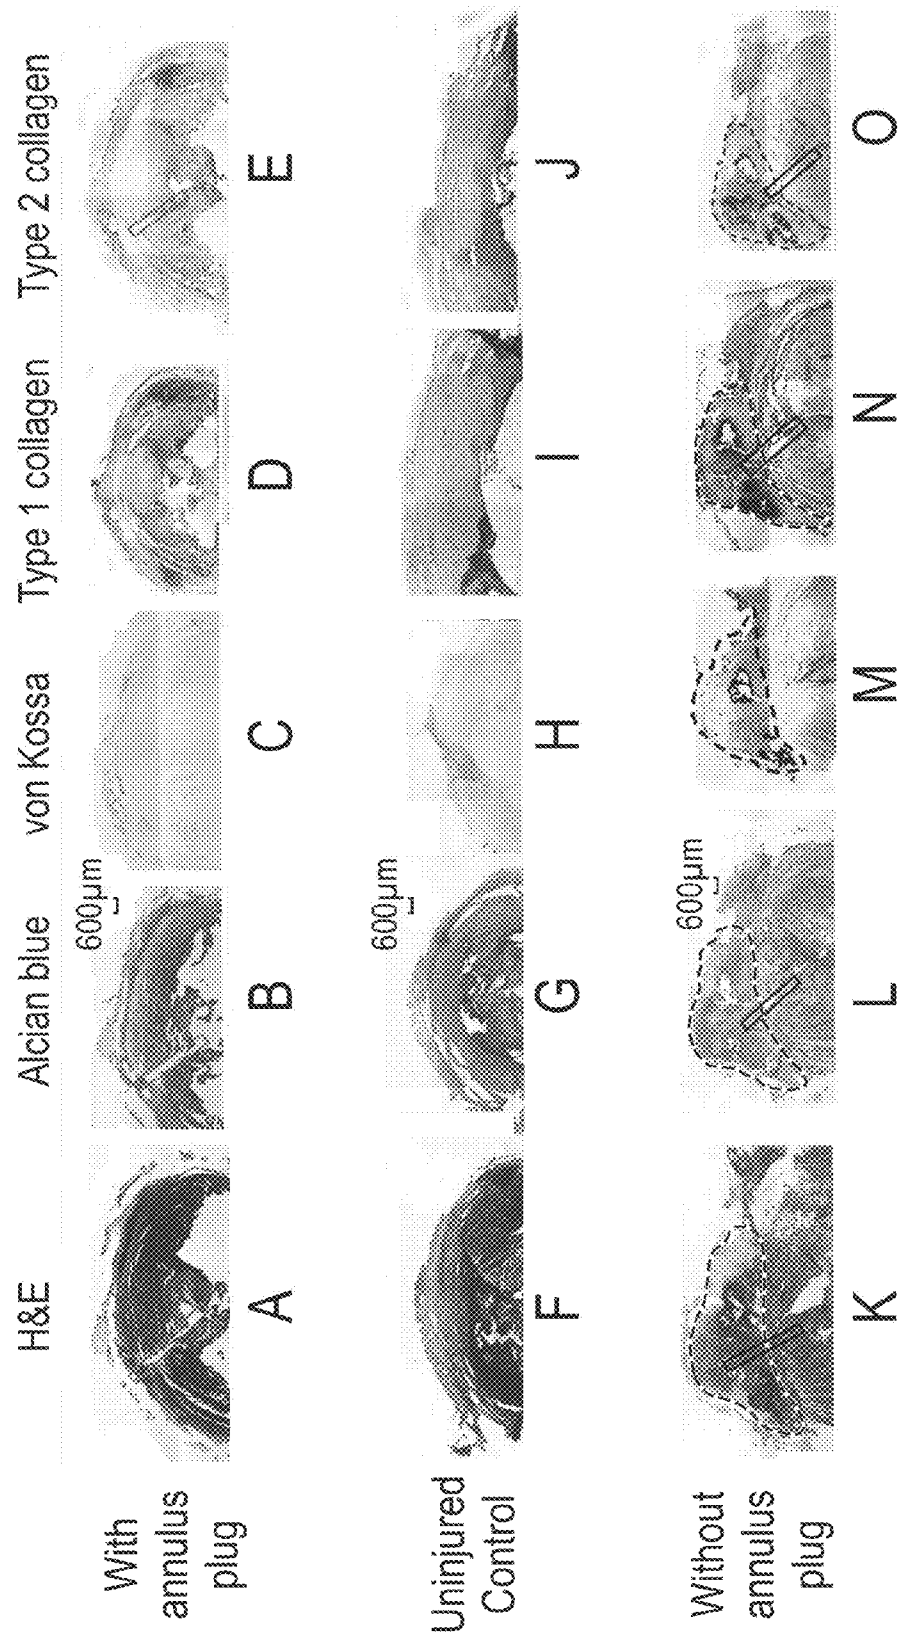 H&E Alcian blue von Kossa Type 1 collagen Type 2 collagen
With
annulus
plug
600µm
A B C D E
Uninjured
Control
600µm
F G H I J
Without
annulus
plug
600µm
K L M N O